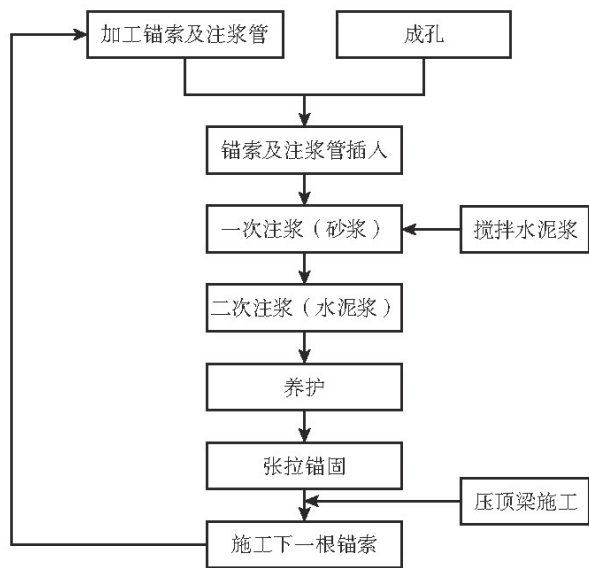 加工锚索及注浆管
成孔
锚索及注浆管插人
一次注浆（砂浆）
搅拌水泥浆
二次注浆（水泥浆）
养护
张拉锚固
压顶梁施工
施工下一根锚索